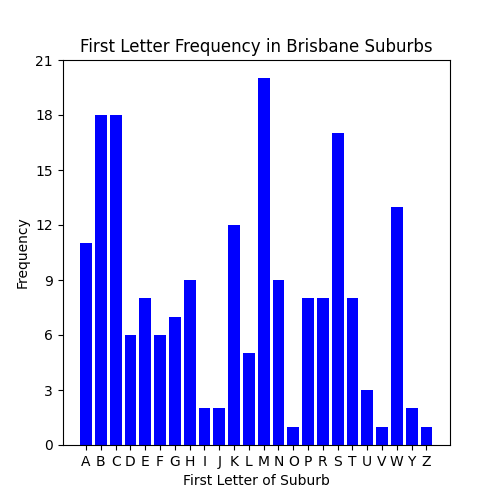 First Letter Frequency in Brisbane Suburbs
21
18
15
12
9
6
3
0
Frequency
A B C D E F G H I J K L M N O P R S T U V W Y Z
First Letter of Suburb